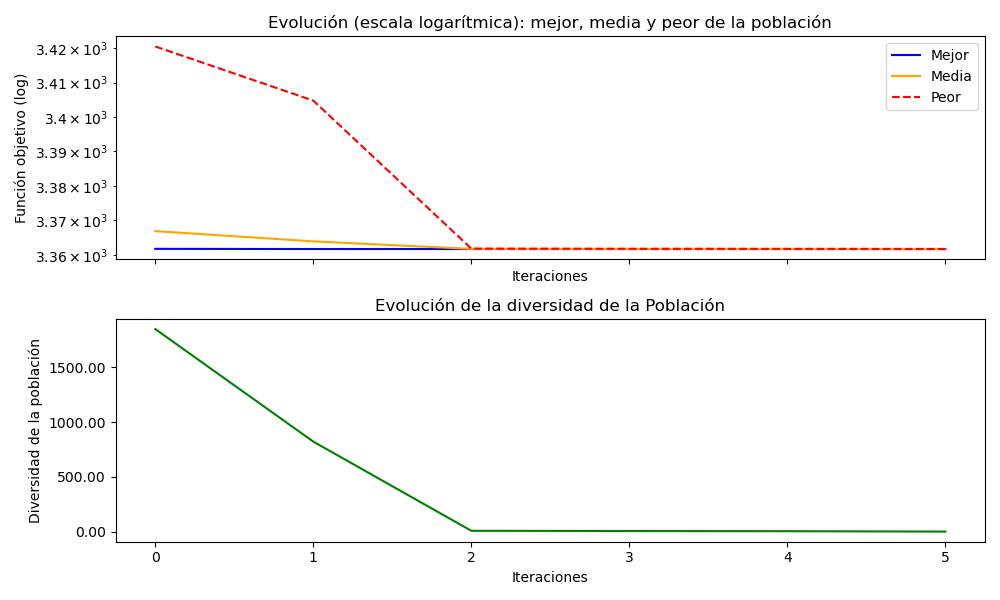 Evolución (escala logarítmica): mejor, media y peor de la población
Función objetivo (log)
3.42 × 10³
3.41 × 10³
3.4 × 10³
3.39 × 10³
3.38 × 10³
3.37 × 10³
3.36 × 10³
Mejor
Media
Peor
Iteraciones
Evolución de la diversidad de la Población
Diversidad de la población
1500.00
1000.00
500.00
0.00
0 1 2 3 4 5
Iteraciones